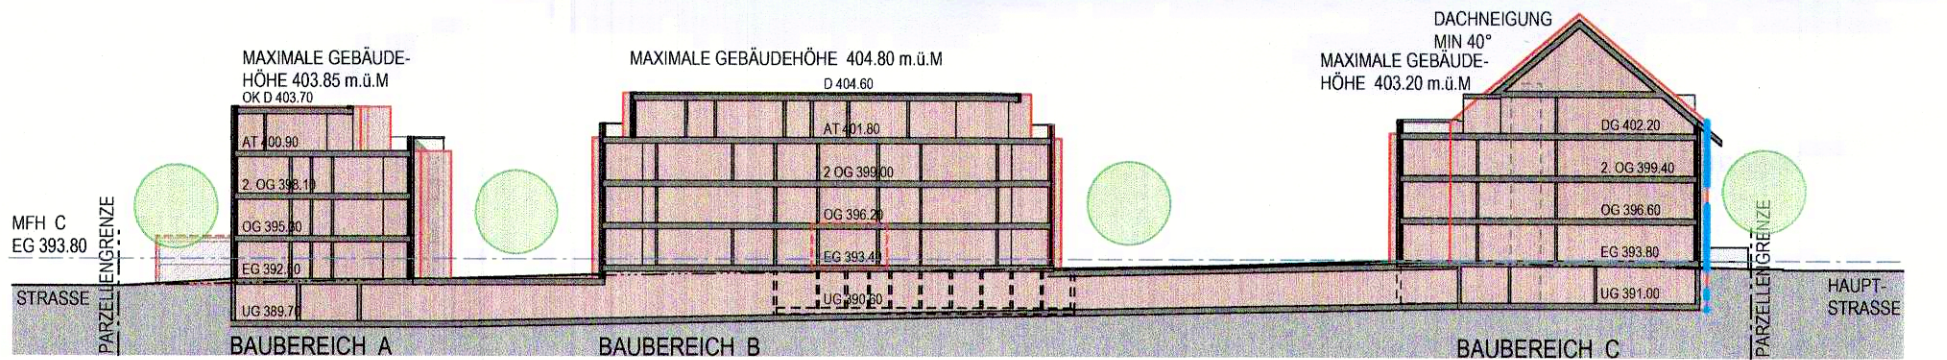 DACHNEIGUNG
MIN 40°
MAXIMALE GEBÄUDE-
HÖHE 403.85 m.ü.M
OK D 403.70
MAXIMALE GEBÄUDEHÖHE 404.80 m.ü.M
D 404.60
MAXIMALE GEBÄUDE-
HÖHE 403.20 m.ü.M
AT 400.90
2. OG 398.10
OG 395.30
EG 392.50
UG 389.70
AT 401.80
2 OG 399.00
OG 396.20
EG 393.40
UG 390.60
DG 402.20
2. OG 399.40
OG 396.60
EG 393.80
UG 391.00
MFH C
EG 393.80
STRASSE
PARZELLENGRENZE
PARZELLENGRENZE
HAUPT-
STRASSE
BAUBEREICH A
BAUBEREICH B
BAUBEREICH C